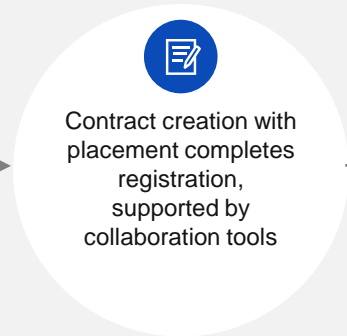 Contract creation with
placement completes
registration,
supported by
collaboration tools